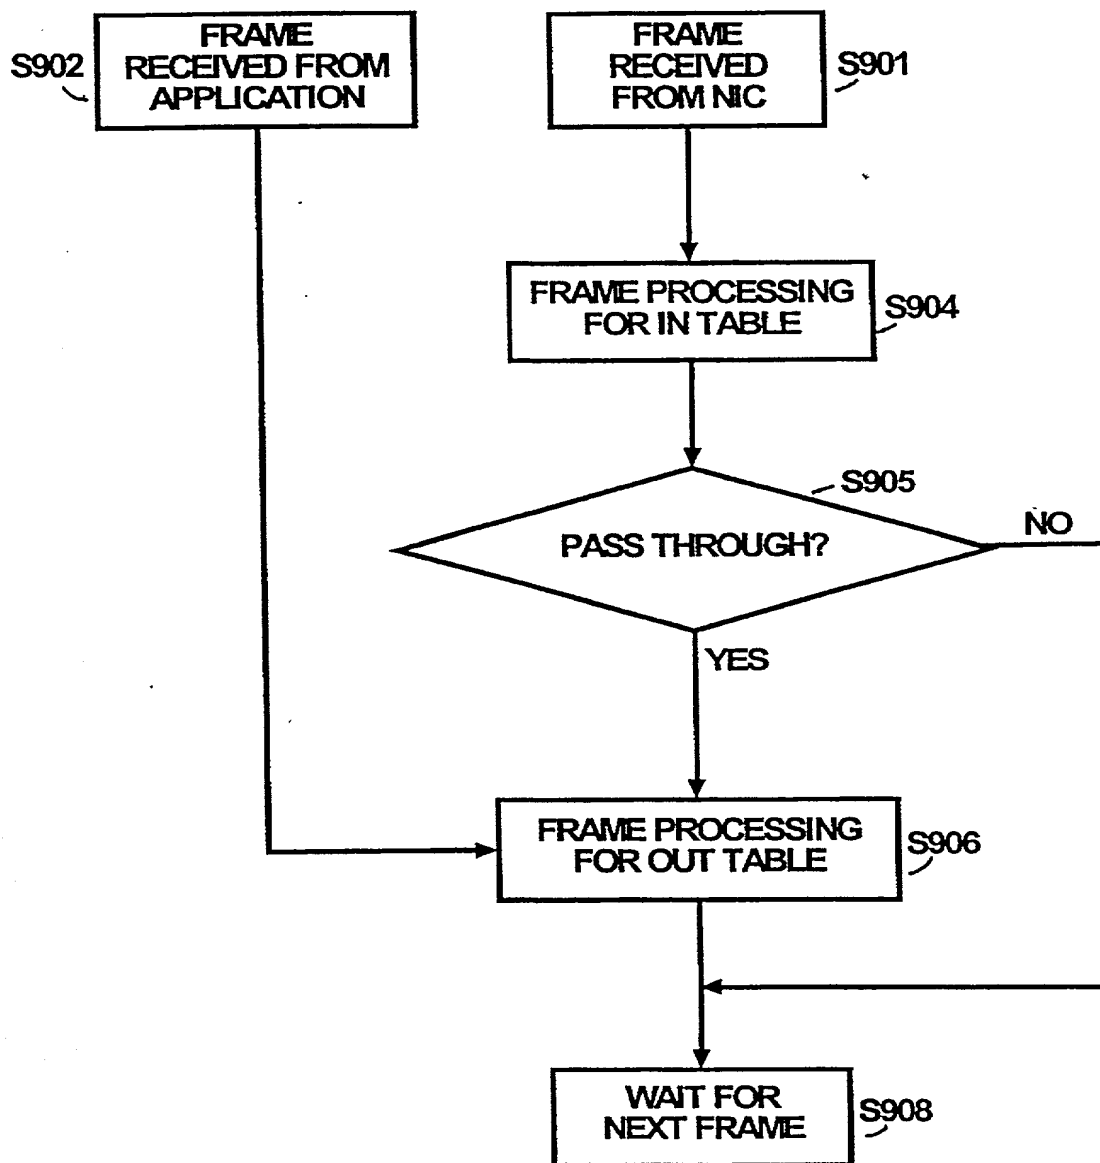 S902
FRAME
RECEIVED FROM
APPLICATION
FRAME
RECEIVED
FROM NIC
S901
FRAME PROCESSING
FOR IN TABLE
S904
S905
PASS THROUGH?
NO
YES
FRAME PROCESSING
FOR OUT TABLE
S906
WAIT FOR
NEXT FRAME
S908